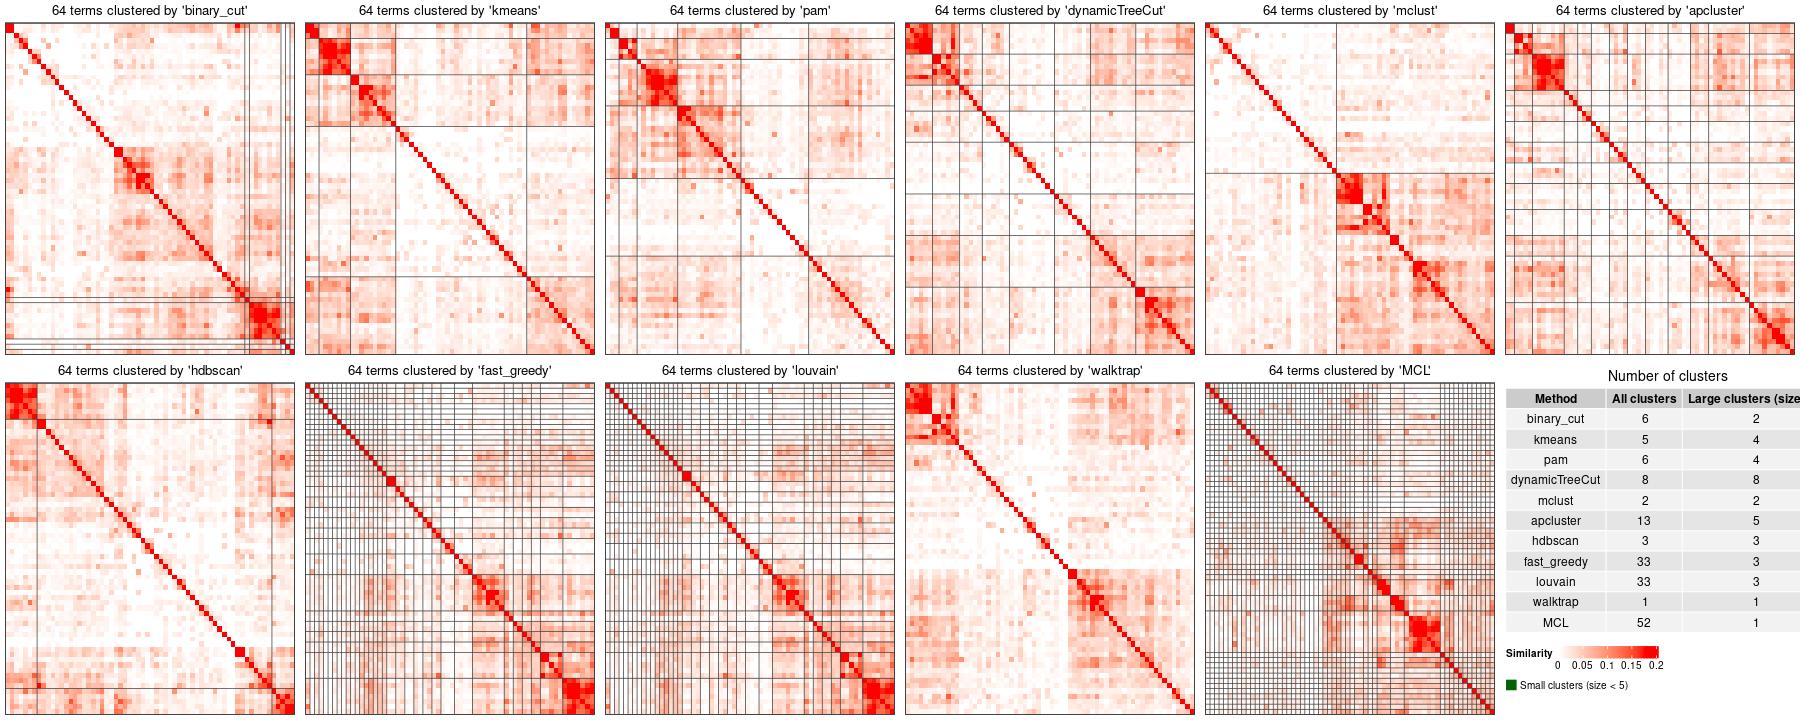 64 terms clustered by 'binary_cut'
64 terms clustered by 'kmeans'
64 terms clustered by 'pam'
64 terms clustered by 'dynamicTreeCut'
64 terms clustered by 'mclust'
64 terms clustered by 'apcluster'
64 terms clustered by 'hdbscan'
64 terms clustered by 'fast_greedy'
64 terms clustered by 'louvain'
64 terms clustered by 'walktrap'
64 terms clustered by 'MCL'
Number of clusters
Method All clusters Large clusters (size
binary_cut 6 2
kmeans 5 4
pam 6 4
dynamicTreeCut 8 8
mclust 2 2
apcluster 13 5
hdbscan 3 3
fast_greedy 33 3
louvain 33 3
walktrap 1 1
MCL 52 1
Similarity
0 0.05 0.1 0.15 0.2
Small clusters (size < 5)